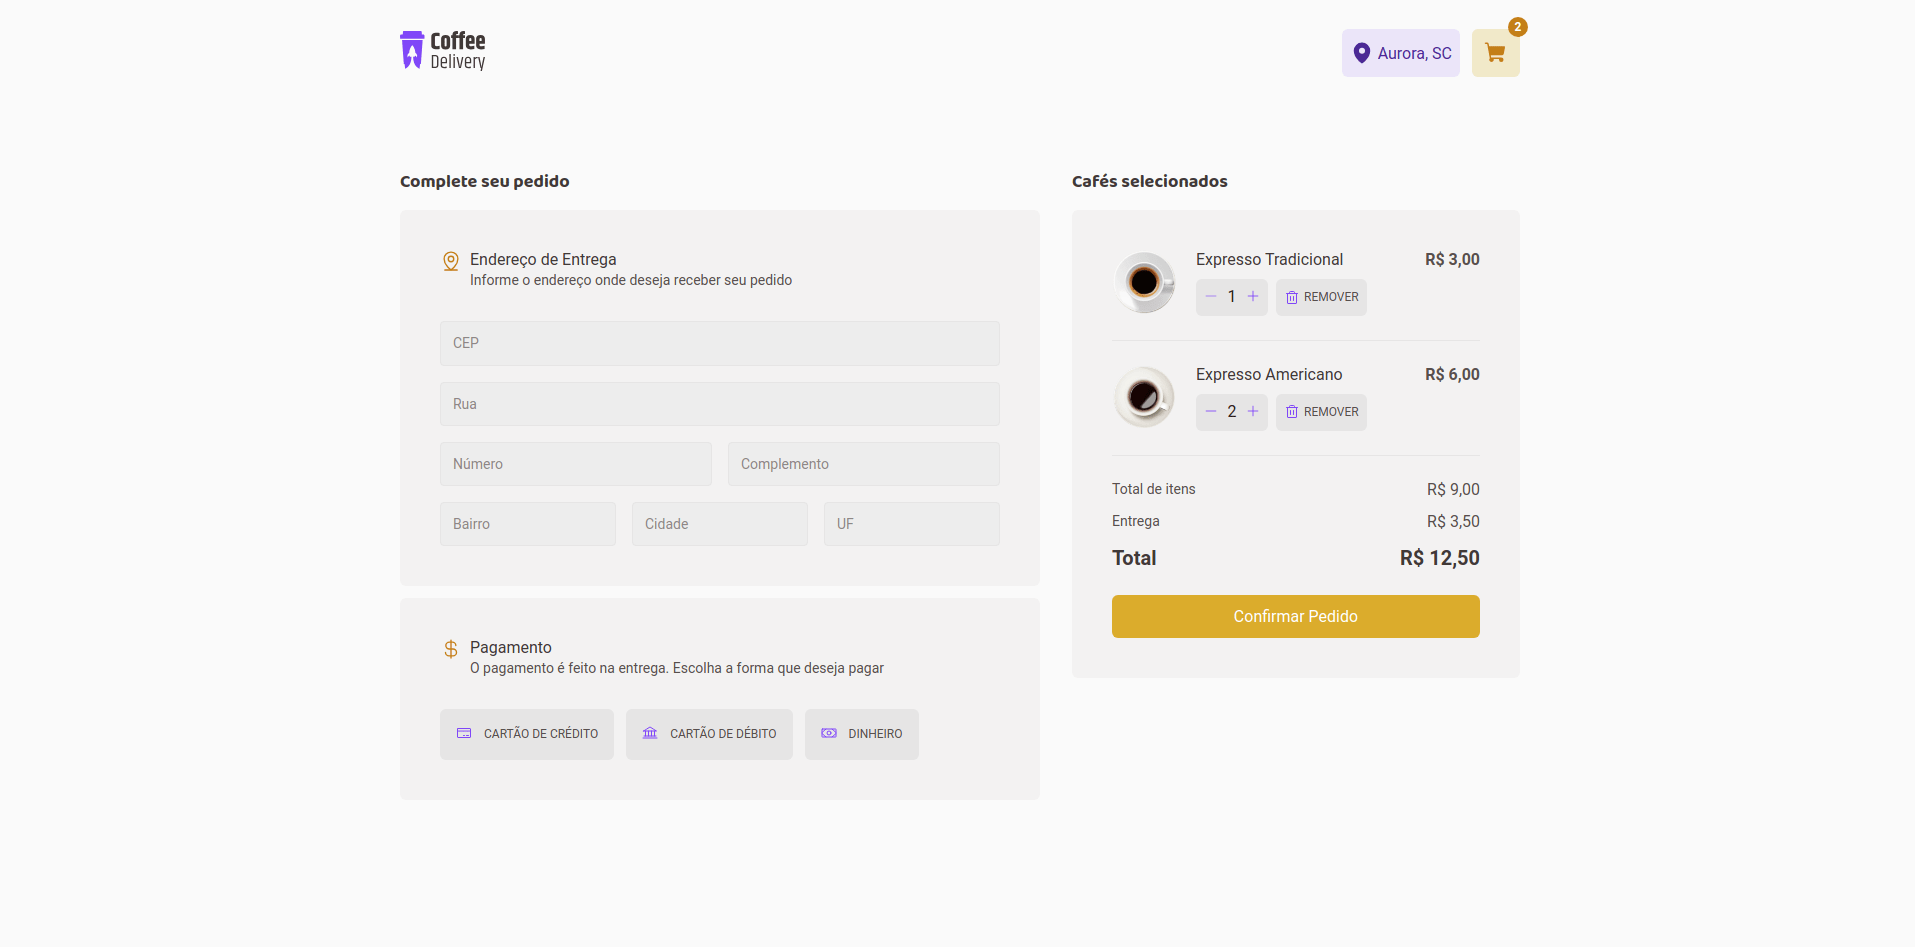 Coffee
Delivery
Aurora, SC
2
Complete seu pedido
Endereço de Entrega
Informe o endereço onde deseja receber seu pedido
CEP
Rua
Número
Complemento
Bairro
Cidade
UF
Pagamento
O pagamento é feito na entrega. Escolha a forma que deseja pagar
CARTÃO DE CRÉDITO
CARTÃO DE DÉBITO
DINHEIRO
Cafés selecionados
Expresso Tradicional R$ 3,00
1 REMOVER
Expresso Americano R$ 6,00
2 REMOVER
Total de itens R$ 9,00
Entrega R$ 3,50
Total R$ 12,50
Confirmar Pedido